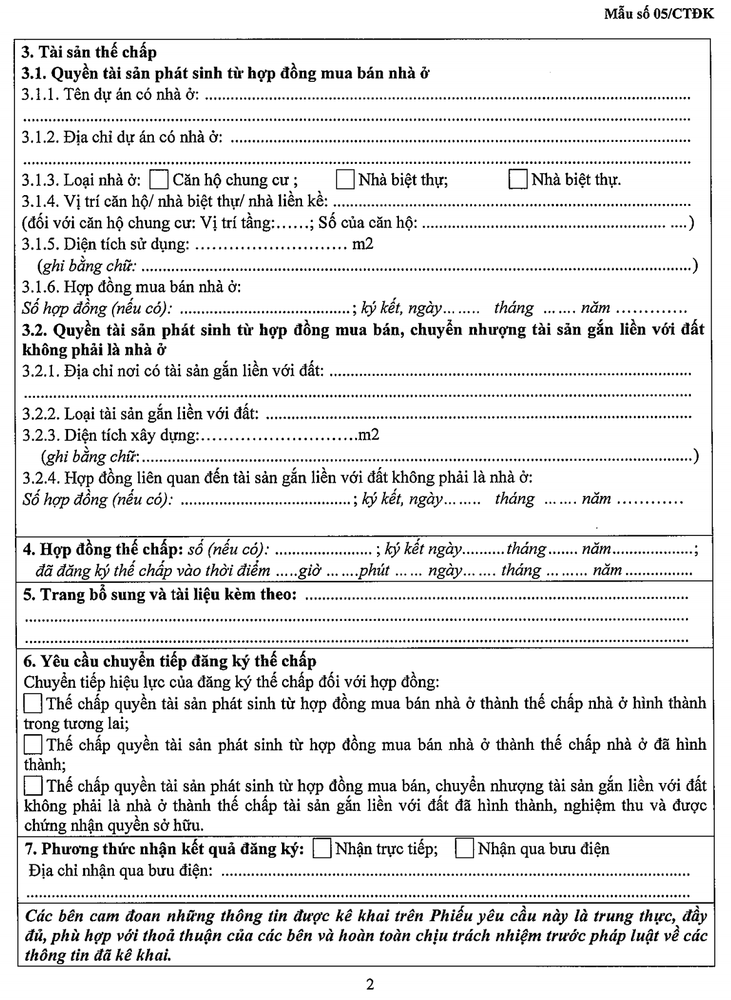 Mẫu số 05/CTĐK
3. Tài sản thế chấp
3.1. Quyền tài sản phát sinh từ hợp đồng mua bán nhà ở
3.1.1. Tên dự án có nhà ở: ........................................
........................................
3.1.2. Địa chỉ dự án có nhà ở: ........................................
........................................
3.1.3. Loại nhà ở: □ Căn hộ chung cư ; □ Nhà biệt thự; □ Nhà biệt thự.
3.1.4. Vị trí căn hộ/ nhà biệt thự/ nhà liền kề: ........................................
(đối với căn hộ chung cư: Vị trí tầng:......; Số của căn hộ: ........................................ ....)
3.1.5. Diện tích sử dụng: ........................... m2
(ghi bằng chữ: ........................................)
3.1.6. Hợp đồng mua bán nhà ở:
Số hợp đồng (nếu có): ........................................; ký kết, ngày........ tháng ....... năm .............
3.2. Quyền tài sản phát sinh từ hợp đồng mua bán, chuyển nhượng tài sản gắn liền với đất
không phải là nhà ở
3.2.1. Địa chỉ nơi có tài sản gắn liền với đất: ........................................
........................................
3.2.2. Loại tài sản gắn liền với đất: ........................................
3.2.3. Diện tích xây dựng:............................m2
(ghi bằng chữ:........................................)
3.2.4. Hợp đồng liên quan đến tài sản gắn liền với đất không phải là nhà ở:
Số hợp đồng (nếu có): ........................................; ký kết, ngày........ tháng ....... năm ............
4. Hợp đồng thế chấp: số (nếu có): ....................... ; ký kết ngày..........tháng....... năm...................;
đã đăng ký thế chấp vào thời điểm .....giờ ........phút ...... ngày........ tháng ......... năm ................
5. Trang bổ sung và tài liệu kèm theo: ........................................
........................................
........................................
6. Yêu cầu chuyển tiếp đăng ký thế chấp
Chuyển tiếp hiệu lực của đăng ký thế chấp đối với hợp đồng:
□ Thế chấp quyền tài sản phát sinh từ hợp đồng mua bán nhà ở thành thế chấp nhà ở hình thành
trong tương lai;
□ Thế chấp quyền tài sản phát sinh từ hợp đồng mua bán nhà ở thành thế chấp nhà ở đã hình
thành;
□ Thế chấp quyền tài sản phát sinh từ hợp đồng mua bán, chuyển nhượng tài sản gắn liền với đất
không phải là nhà ở thành thế chấp tài sản gắn liền với đất đã hình thành, nghiệm thu và được
chứng nhận quyền sở hữu.
7. Phương thức nhận kết quả đăng ký: □ Nhận trực tiếp; □ Nhận qua bưu điện
Địa chỉ nhận qua bưu điện: ........................................
........................................
Các bên cam đoan những thông tin được kê khai trên Phiếu yêu cầu này là trung thực, đầy
đủ, phù hợp với thoả thuận của các bên và hoàn toàn chịu trách nhiệm trước pháp luật về các
thông tin đã kê khai.
2